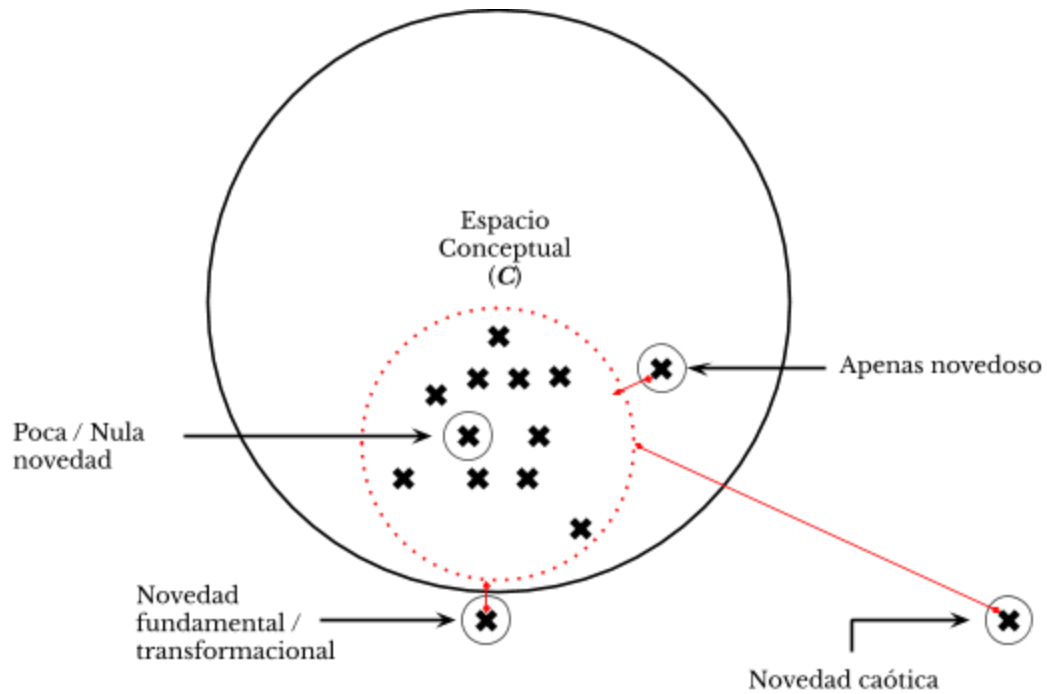 Espacio
Conceptual
(C)
Apenas novedoso
Poca / Nula
novedad
Novedad
fundamental /
transformacional
Novedad caótica